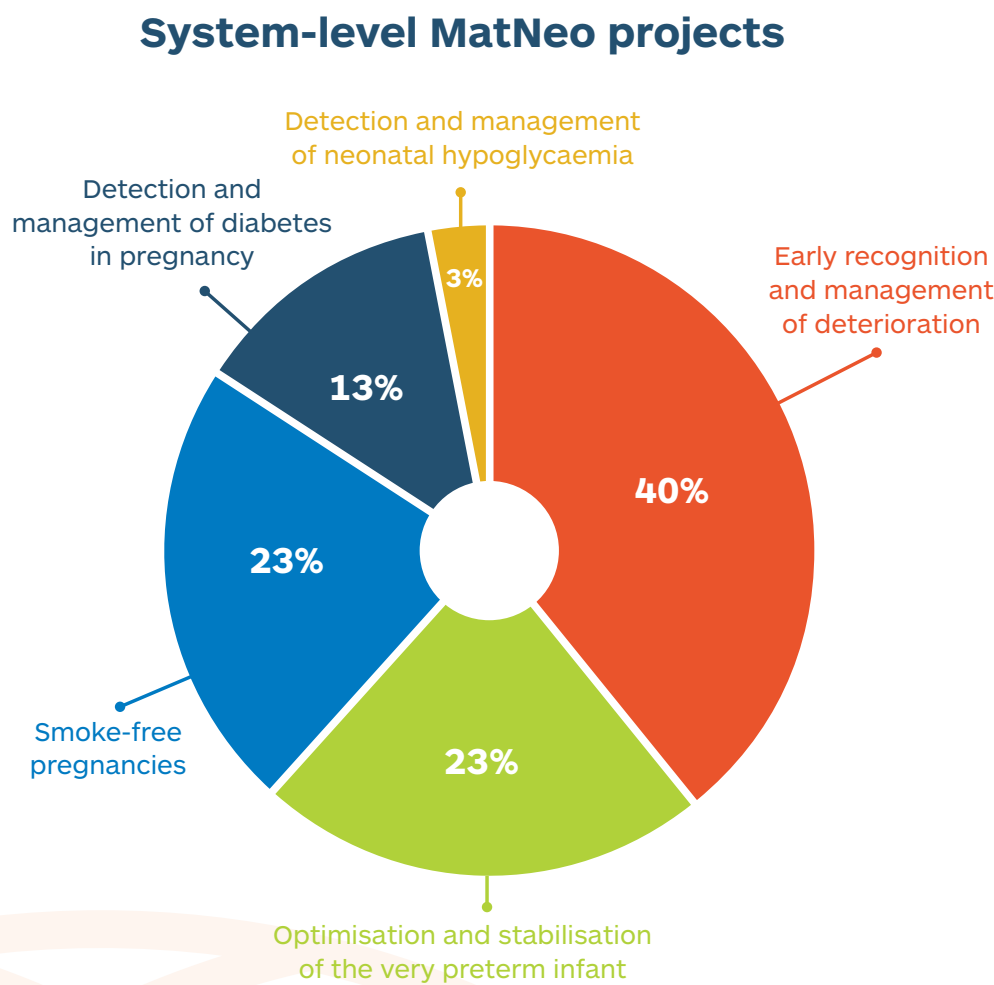 System-level MatNeo projects
Detection and management
of neonatal hypoglycaemia
Detection and
management of diabetes
in pregnancy
Early recognition
and management
of deterioration
3%
13%
40%
23%
23%
Smoke-free
pregnancies
Optimisation and stabilisation
of the very preterm infant